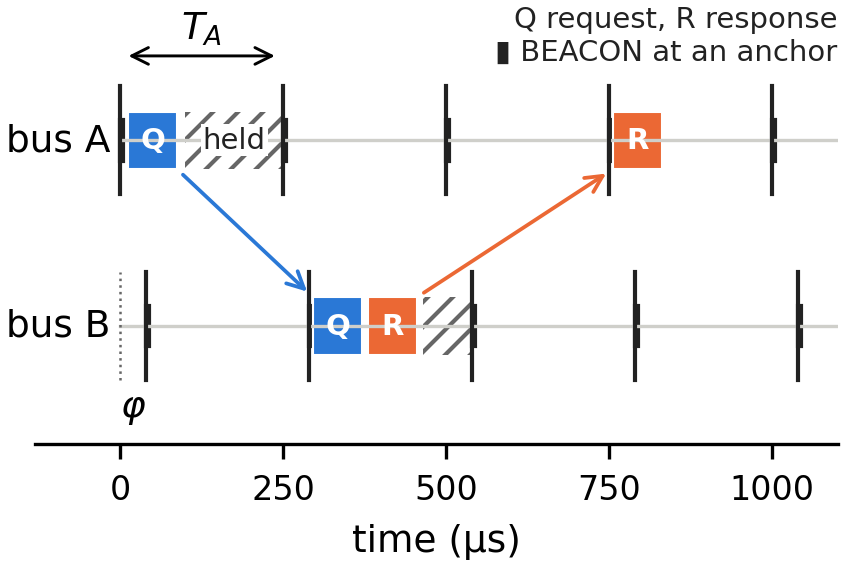 T_A
Q request, R response
▮ BEACON at an anchor
bus A
Q
held
R
bus B
Q
R
φ
0
250
500
750
1000
time (µs)